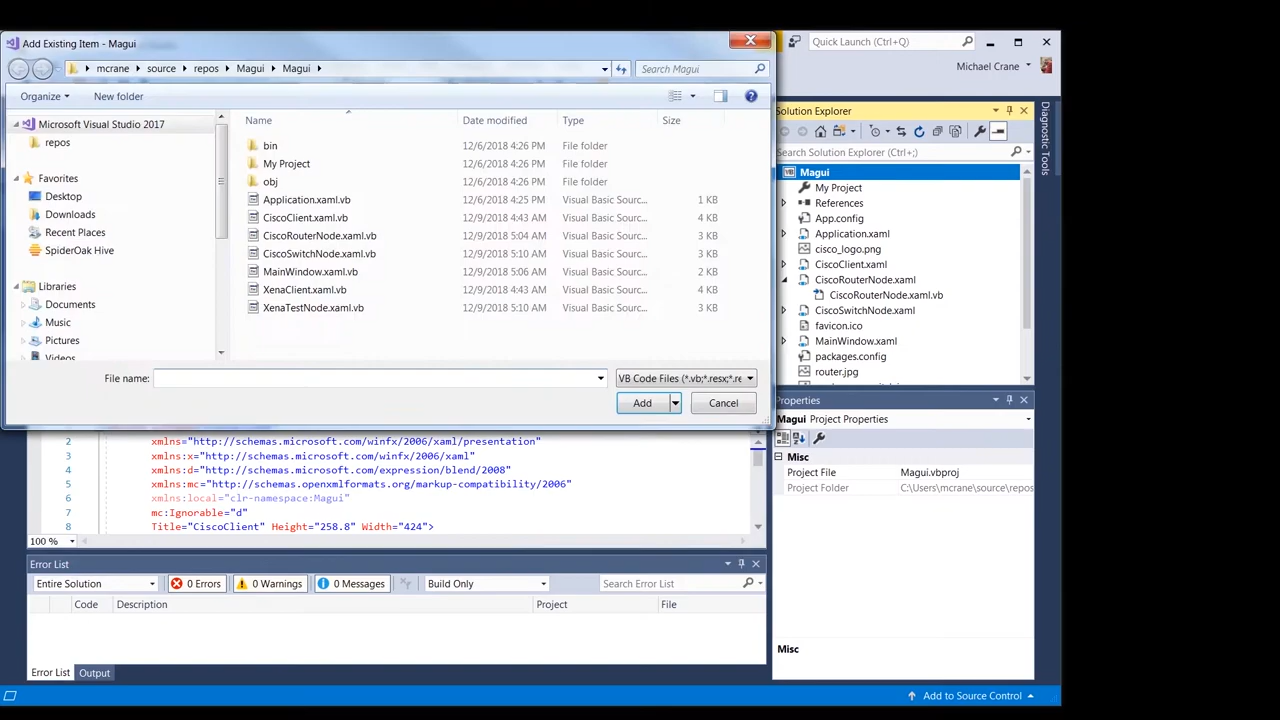 Add Existing Item - Magui
mcrane
source
repos
Magui
Magui
Search Magui
Organize
New folder
Microsoft Visual Studio 2017
repos
Favorites
Desktop
Downloads
Recent Places
SpiderOak Hive
Libraries
Documents
Music
Pictures
Videos
Name Date modified Type Size
bin 12/6/2018 4:26 PM File folder
My Project 12/6/2018 4:26 PM File folder
obj 12/6/2018 4:26 PM File folder
Application.xaml.vb 12/6/2018 4:25 PM Visual Basic Sourc... 1 KB
CiscoClient.xaml.vb 12/9/2018 4:43 AM Visual Basic Sourc... 4 KB
CiscoRouterNode.xaml.vb 12/9/2018 5:04 AM Visual Basic Sourc... 3 KB
CiscoSwitchNode.xaml.vb 12/9/2018 5:10 AM Visual Basic Sourc... 3 KB
MainWindow.xaml.vb 12/9/2018 5:06 AM Visual Basic Sourc... 2 KB
XenaClient.xaml.vb 12/9/2018 4:43 AM Visual Basic Sourc... 4 KB
XenaTestNode.xaml.vb 12/9/2018 5:10 AM Visual Basic Sourc... 3 KB
File name:
VB Code Files (*.vb;*.resx;*.re
Add
Cancel
Quick Launch (Ctrl+Q)
Michael Crane
Solution Explorer
Search Solution Explorer (Ctrl+;)
Magui
My Project
References
App.config
Application.xaml
cisco_logo.png
CiscoClient.xaml
CiscoRouterNode.xaml
CiscoRouterNode.xaml.vb
CiscoSwitchNode.xaml
favicon.ico
MainWindow.xaml
packages.config
router.jpg
Diagnostic Tools
Properties
Magui Project Properties
Misc
Project File Magui.vbproj
Project Folder C:\Users\mcrane\source\repos
Misc
2 xmlns="http://schemas.microsoft.com/winfx/2006/xaml/presentation"
3 xmlns:x="http://schemas.microsoft.com/winfx/2006/xaml"
4 xmlns:d="http://schemas.microsoft.com/expression/blend/2008"
5 xmlns:mc="http://schemas.openxmlformats.org/markup-compatibility/2006"
6 xmlns:local="clr-namespace:Magui"
7 mc:Ignorable="d"
8 Title="CiscoClient" Height="258.8" Width="424">
100 %
Error List
Entire Solution
0 Errors
0 Warnings
0 Messages
Build Only
Search Error List
Code Description Project File
Error List
Output
Add to Source Control